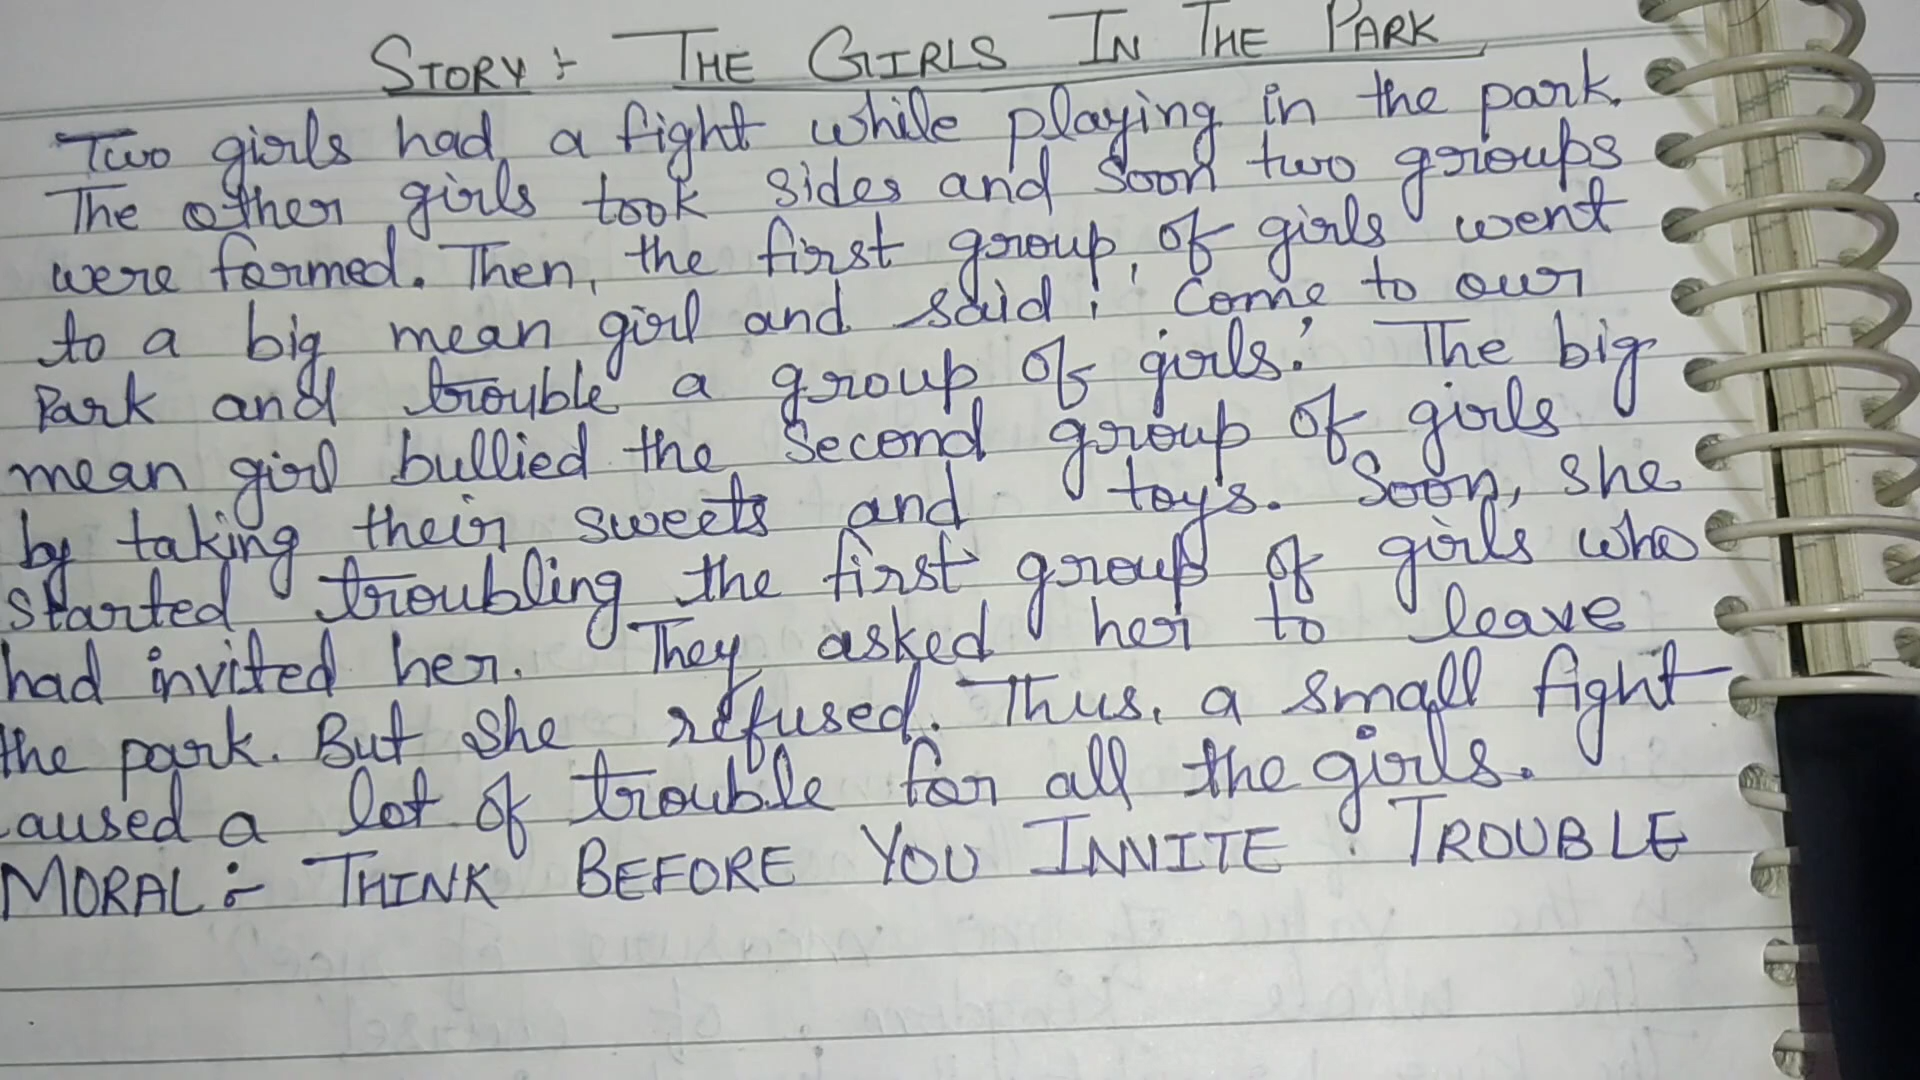 STORY :- THE GIRLS IN THE PARK
Two girls had a fight while playing in the park.
The other girls took sides and soon two groups
were formed. Then, the first group of girls went
to a big mean girl and said : 'Come to our
Park and trouble a group of girls.' The big
mean girl bullied the second group of girls
by taking their sweets and toys. Soon, she
started troubling the first group of girls who
had invited her. They asked her to leave
the park. But she refused. Thus, a small fight
caused a lot of trouble for all the girls.
MORAL :- THINK BEFORE YOU INVITE TROUBLE